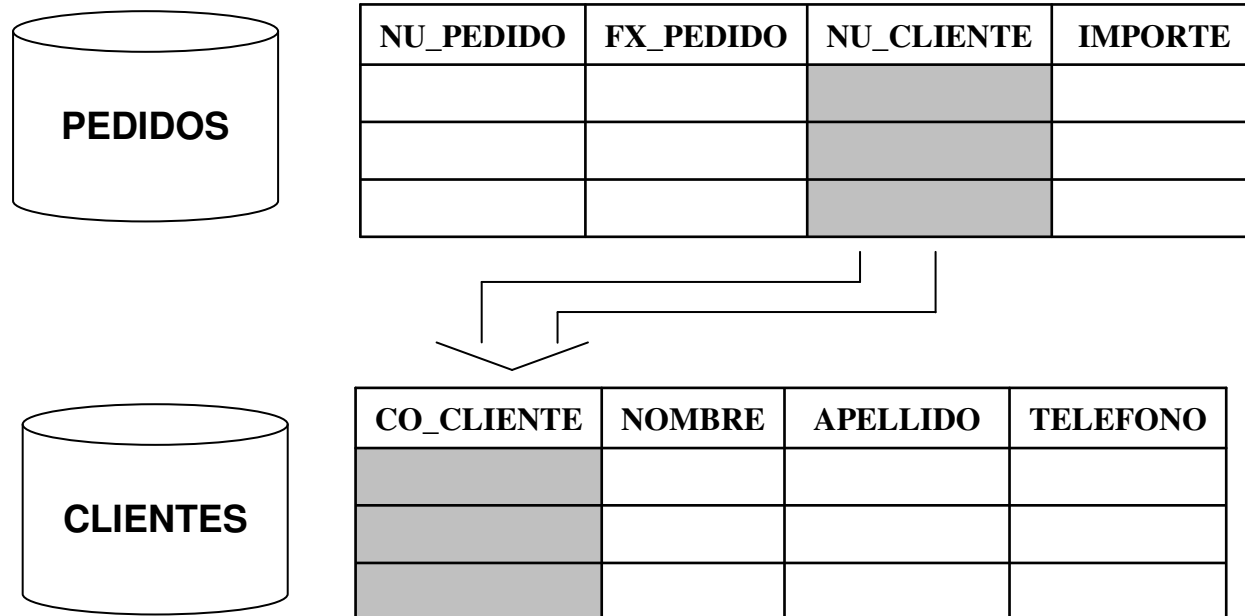 NU_PEDIDO FX_PEDIDO NU_CLIENTE IMPORTE
PEDIDOS
CO_CLIENTE NOMBRE APELLIDO TELEFONO
CLIENTES